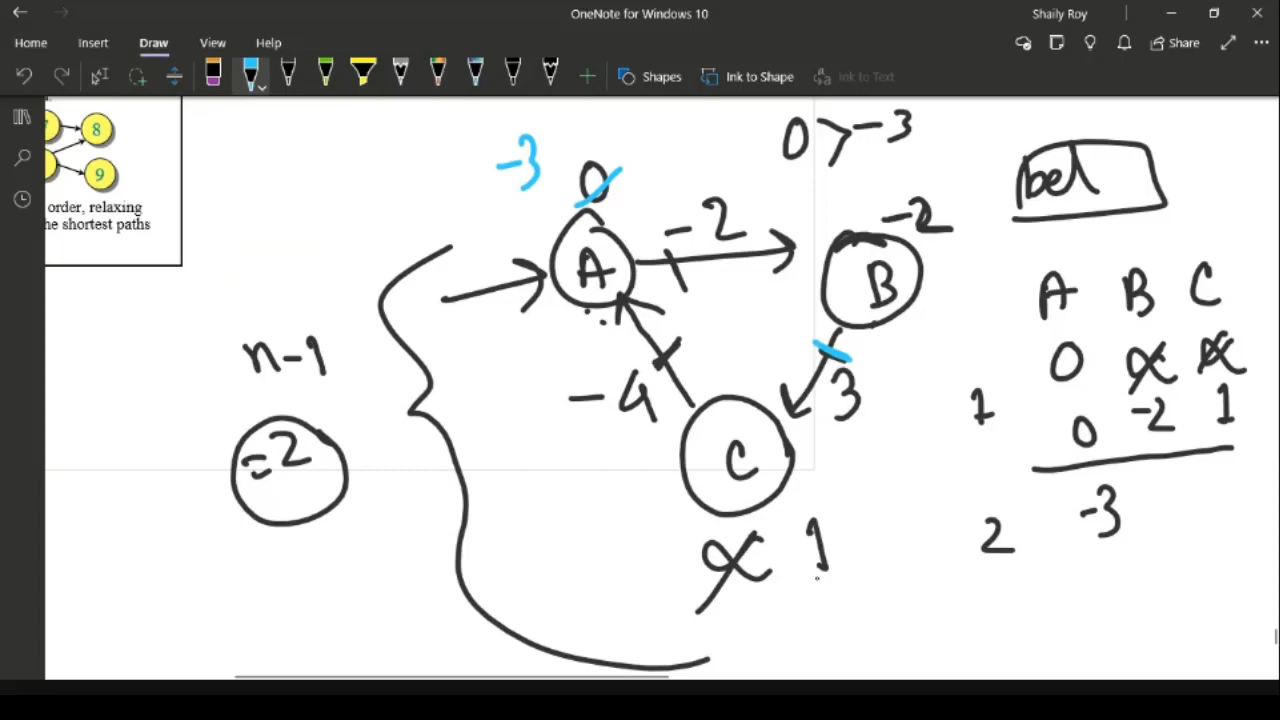 OneNote for Windows 10
Shaily Roy
Home Insert Draw View Help
Share
Shapes
Ink to Shape
Ink to Text
8
9
order, relaxing
he shortest paths
0 > -3
-3
0
-2
-2
A
B
-4
3
C
∝ 1
n-1
= 2
A B C
0 ∝ ∝
1 0 -2 1
2 -3